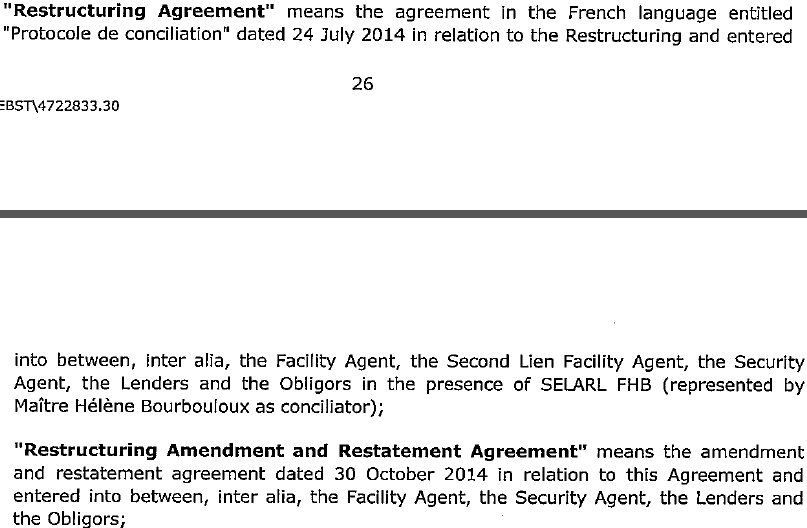 "Restructuring Agreement" means the agreement in the French language entitled
"Protocole de conciliation" dated 24 July 2014 in relation to the Restructuring and entered
26
EBST\4722833.30
into between, inter alia, the Facility Agent, the Second Lien Facility Agent, the Security
Agent, the Lenders and the Obligors in the presence of SELARL FHB (represented by
Maître Hélène Bourbouloux as conciliator);
"Restructuring Amendment and Restatement Agreement" means the amendment
and restatement agreement dated 30 October 2014 in relation to this Agreement and
entered into between, inter alia, the Facility Agent, the Security Agent, the Lenders and
the Obligors;